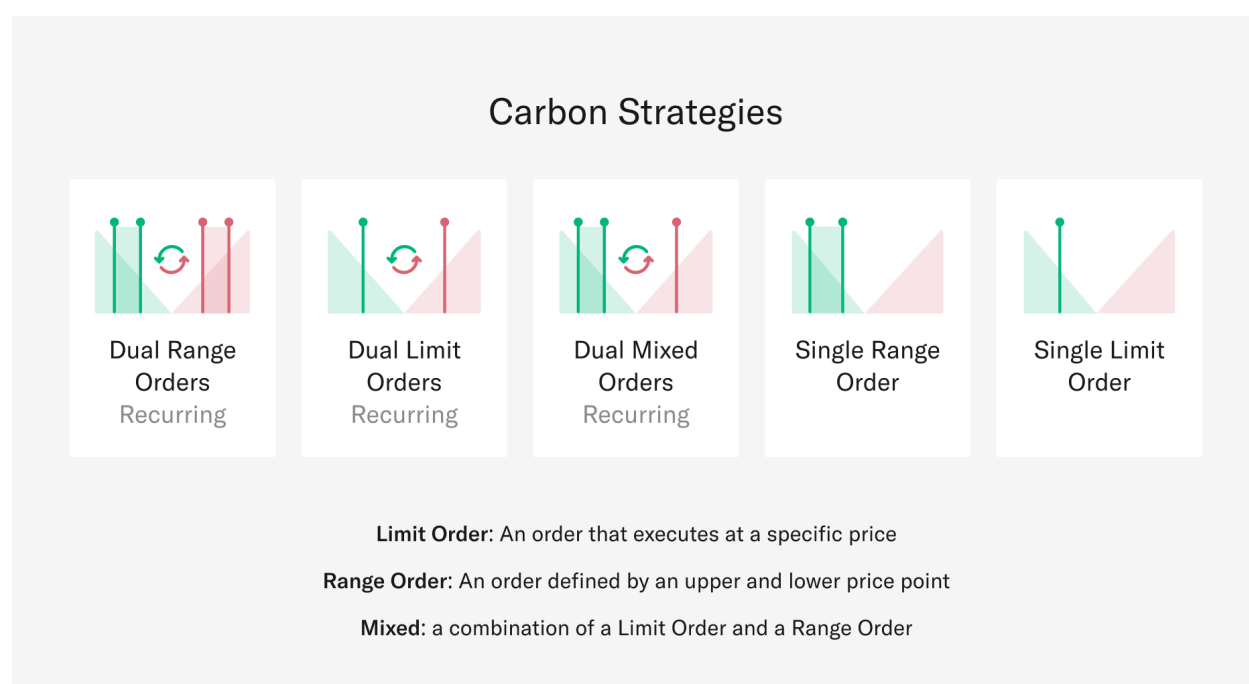 Carbon Strategies
Dual Range
Orders
Recurring
Dual Limit
Orders
Recurring
Dual Mixed
Orders
Recurring
Single Range
Order
Single Limit
Order
Limit Order: An order that executes at a specific price
Range Order: An order defined by an upper and lower price point
Mixed: a combination of a Limit Order and a Range Order